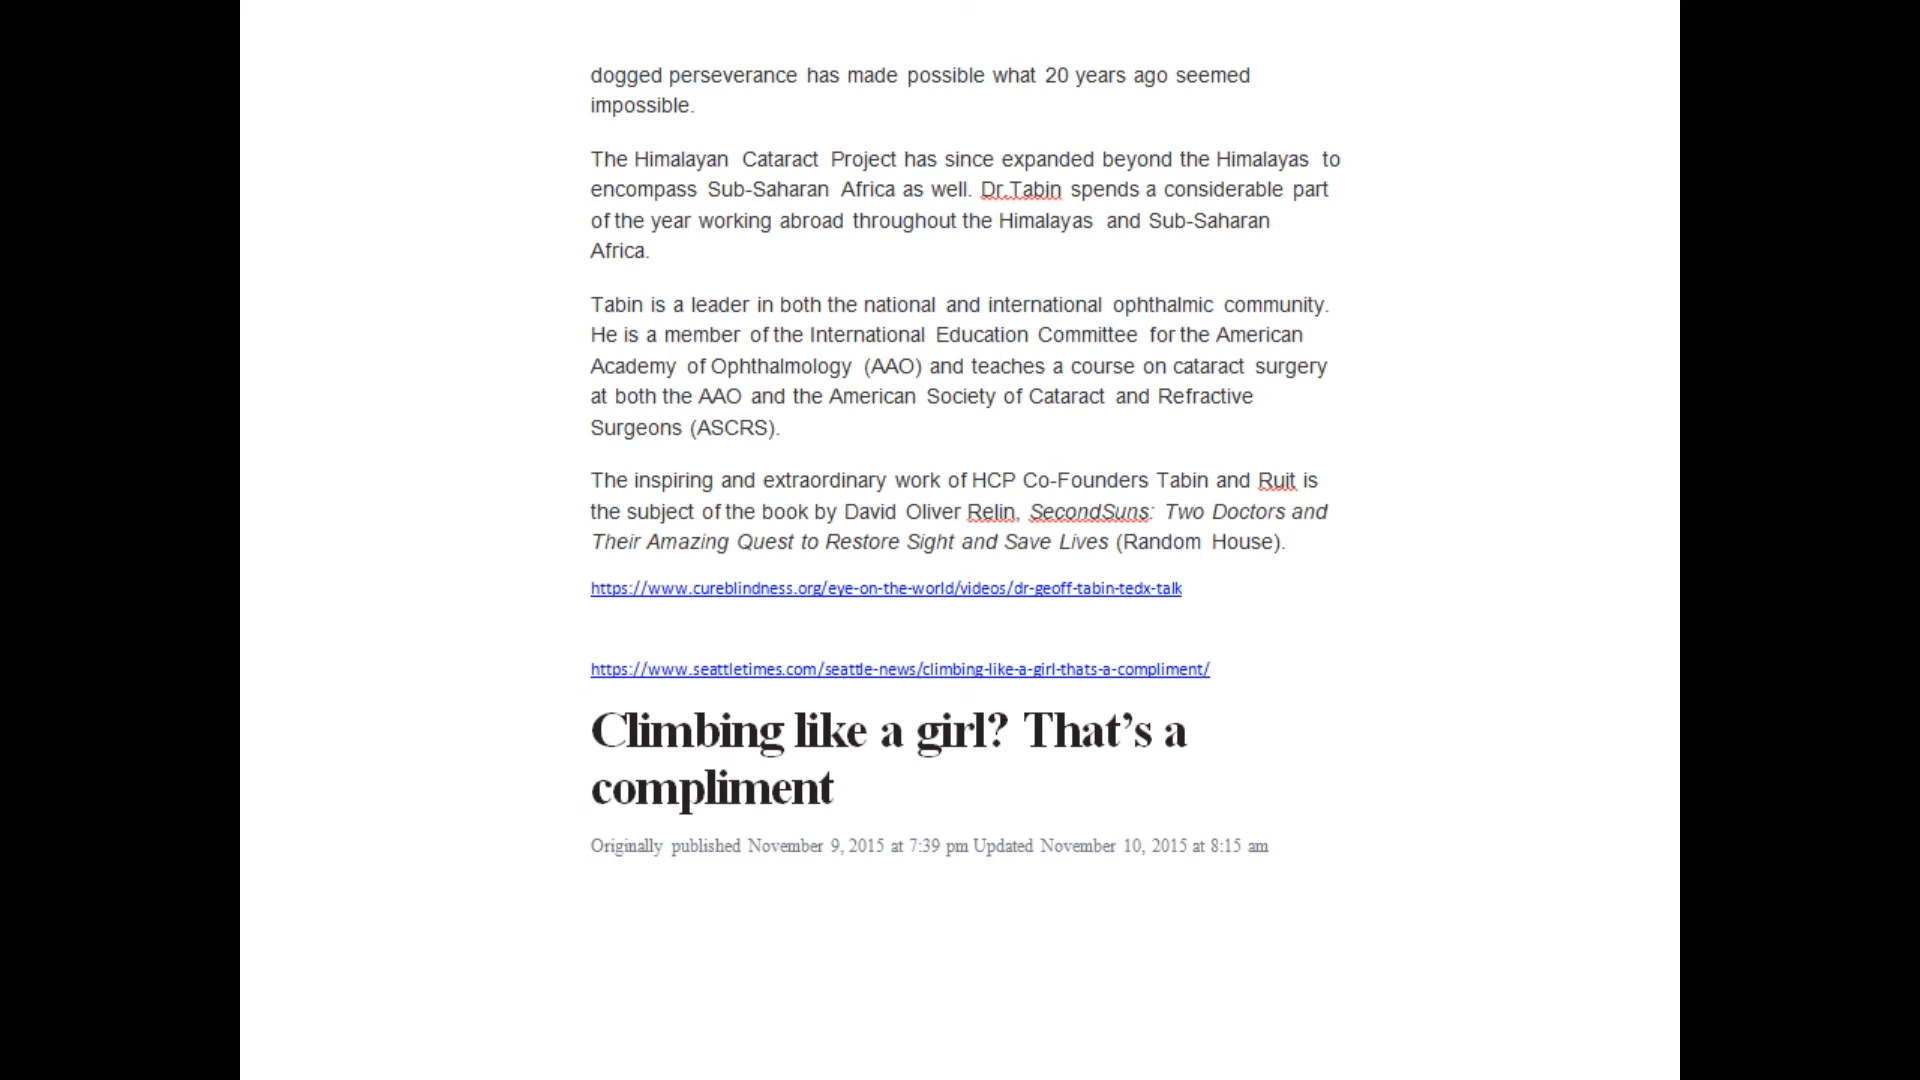 dogged perseverance has made possible what 20 years ago seemed
impossible.
The Himalayan Cataract Project has since expanded beyond the Himalayas to
encompass Sub-Saharan Africa as well. Dr.Tabin spends a considerable part
of the year working abroad throughout the Himalayas and Sub-Saharan
Africa.
Tabin is a leader in both the national and international ophthalmic community.
He is a member of the International Education Committee for the American
Academy of Ophthalmology (AAO) and teaches a course on cataract surgery
at both the AAO and the American Society of Cataract and Refractive
Surgeons (ASCRS).
The inspiring and extraordinary work of HCP Co-Founders Tabin and Ruit is
the subject of the book by David Oliver Relin, SecondSuns: Two Doctors and
Their Amazing Quest to Restore Sight and Save Lives (Random House).
https://www.cureblindness.org/eye-on-the-world/videos/dr-geoff-tabin-tedx-talk
https://www.seattletimes.com/seattle-news/climbing-like-a-girl-thats-a-compliment/
Climbing like a girl? That’s a
compliment
Originally published November 9, 2015 at 7:39 pm Updated November 10, 2015 at 8:15 am